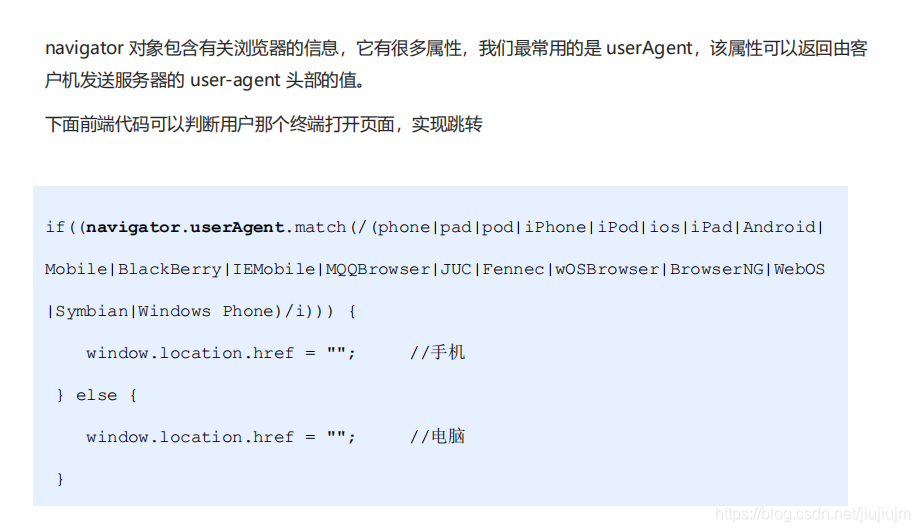 navigator 对象包含有关浏览器的信息，它有很多属性，我们最常用的是 userAgent，该属性可以返回由客
户机发送服务器的 user-agent 头部的值。
下面前端代码可以判断用户那个终端打开页面，实现跳转
if((navigator.userAgent.match(/(phone|pad|pod|iPhone|iPod|ios|iPad|Android|
Mobile|BlackBerry|IEMobile|MQQBrowser|JUC|Fennec|wOSBrowser|BrowserNG|WebOS
|Symbian|Windows Phone)/i))) {
window.location.href = ""; //手机
} else {
window.location.href = ""; //电脑
}
https://blog.csdn.net/jiujiujm